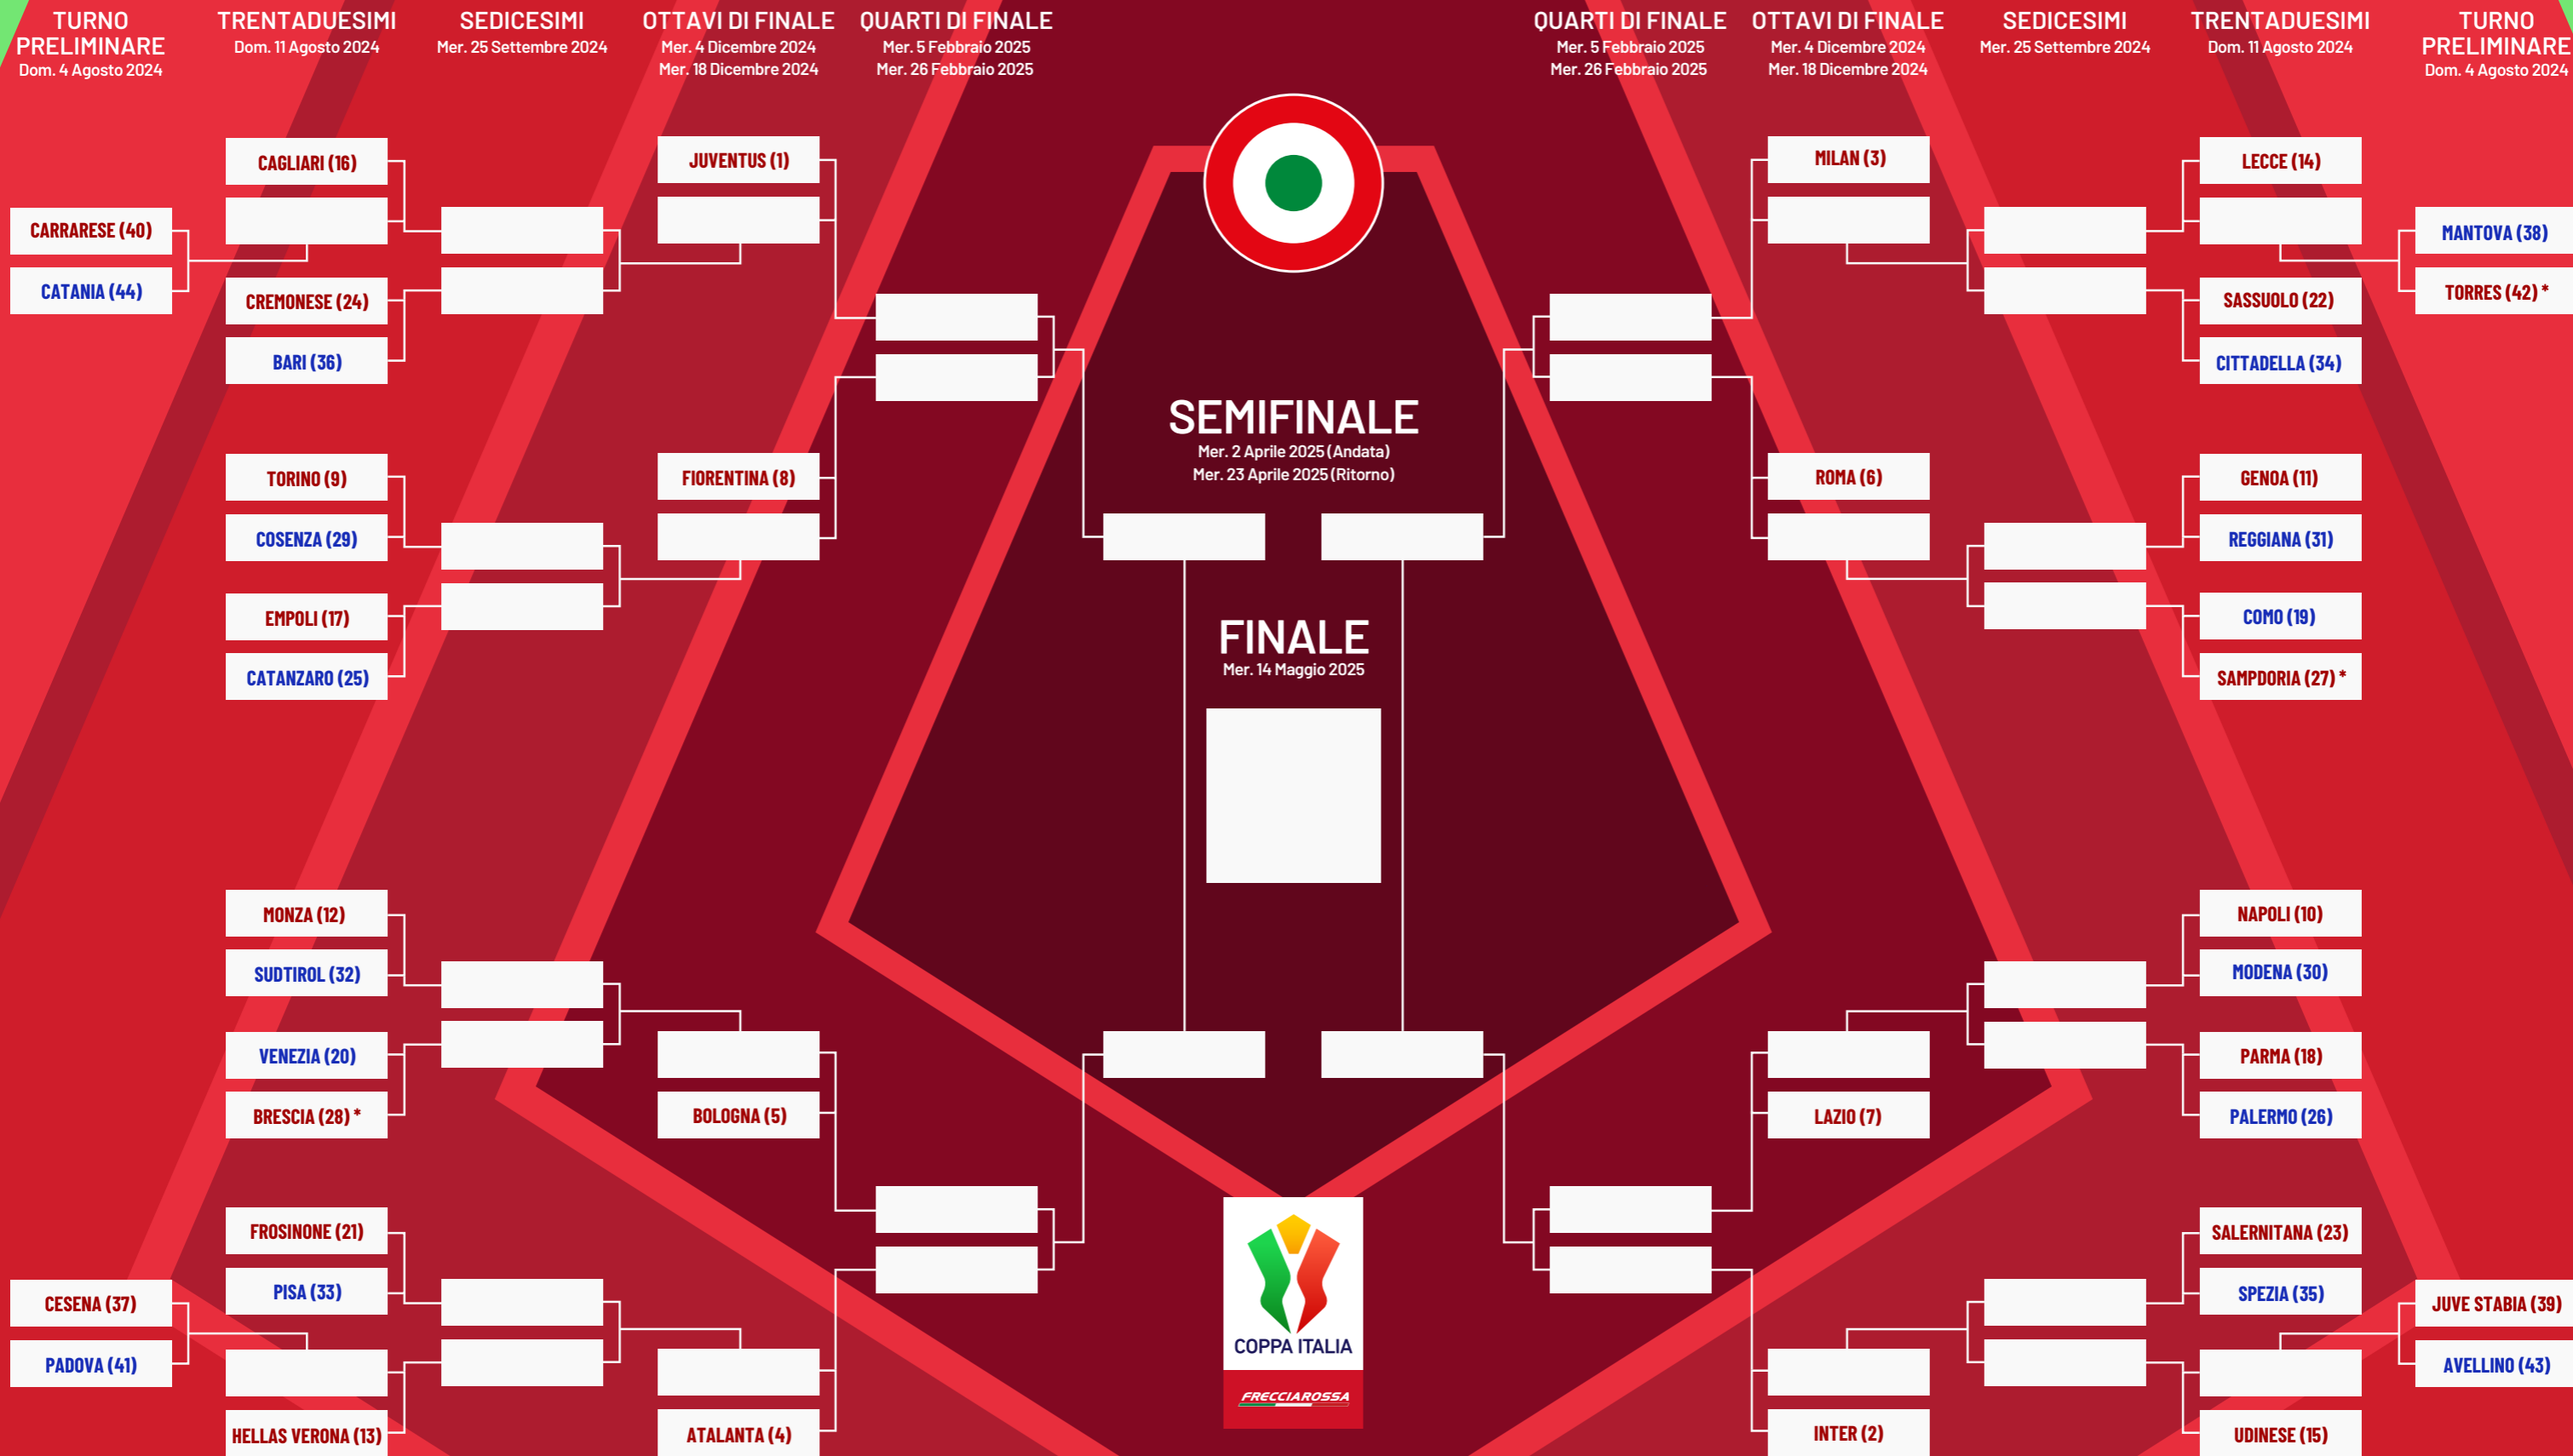 TURNO
PRELIMINARE
Dom. 4 Agosto 2024
TRENTADUESIMI
Dom. 11 Agosto 2024
SEDICESIMI
Mer. 25 Settembre 2024
OTTAVI DI FINALE
Mer. 4 Dicembre 2024
Mer. 18 Dicembre 2024
QUARTI DI FINALE
Mer. 5 Febbraio 2025
Mer. 26 Febbraio 2025
QUARTI DI FINALE
Mer. 5 Febbraio 2025
Mer. 26 Febbraio 2025
OTTAVI DI FINALE
Mer. 4 Dicembre 2024
Mer. 18 Dicembre 2024
SEDICESIMI
Mer. 25 Settembre 2024
TRENTADUESIMI
Dom. 11 Agosto 2024
TURNO
PRELIMINARE
Dom. 4 Agosto 2024
CARRARESE (40)
CATANIA (44)
CESENA (37)
PADOVA (41)
CAGLIARI (16)
CREMONESE (24)
BARI (36)
TORINO (9)
COSENZA (29)
EMPOLI (17)
CATANZARO (25)
MONZA (12)
SUDTIROL (32)
VENEZIA (20)
BRESCIA (28) *
FROSINONE (21)
PISA (33)
HELLAS VERONA (13)
JUVENTUS (1)
FIORENTINA (8)
BOLOGNA (5)
ATALANTA (4)
SEMIFINALE
Mer. 2 Aprile 2025 (Andata)
Mer. 23 Aprile 2025 (Ritorno)
FINALE
Mer. 14 Maggio 2025
COPPA ITALIA
FRECCIAROSSA
MILAN (3)
ROMA (6)
LAZIO (7)
INTER (2)
LECCE (14)
SASSUOLO (22)
CITTADELLA (34)
GENOA (11)
REGGIANA (31)
COMO (19)
SAMPDORIA (27) *
NAPOLI (10)
MODENA (30)
PARMA (18)
PALERMO (26)
SALERNITANA (23)
SPEZIA (35)
UDINESE (15)
MANTOVA (38)
TORRES (42) *
JUVE STABIA (39)
AVELLINO (43)